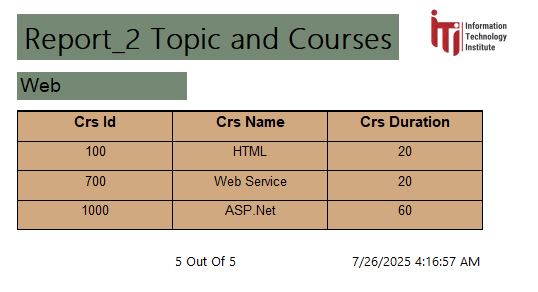 Report_2 Topic and Courses
ITI
Information
Technology
Institute
Web
Crs Id Crs Name Crs Duration
100 HTML 20
700 Web Service 20
1000 ASP.Net 60
5 Out Of 5 7/26/2025 4:16:57 AM